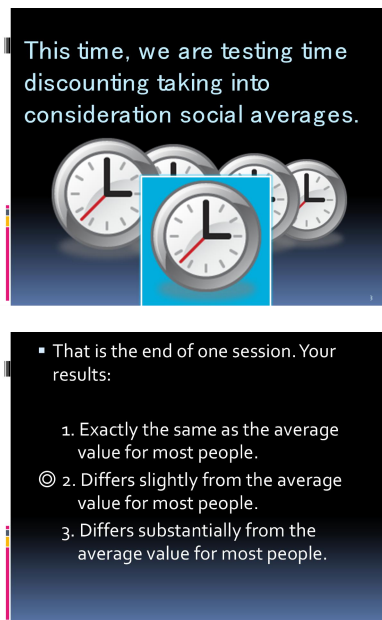 This time, we are testing time
discounting taking into
consideration social averages.
3
▪ That is the end of one session. Your
results:
1. Exactly the same as the average
value for most people.
◎ 2. Differs slightly from the average
value for most people.
3. Differs substantially from the
average value for most people.